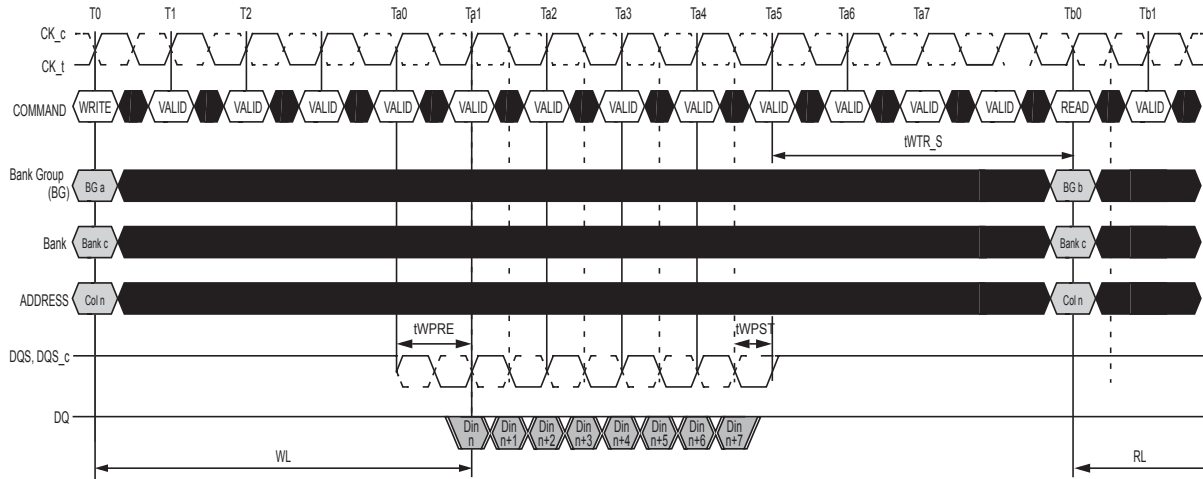 T0 T1 T2 Ta0 Ta1 Ta2 Ta3 Ta4 Ta5 Ta6 Ta7 Tb0 Tb1
CK_c
CK_t
COMMAND WRITE VALID VALID VALID VALID VALID VALID VALID VALID VALID VALID VALID VALID READ VALID
tWTR_S
Bank Group
(BG) BG a BG b
Bank Bank c Bank c
ADDRESS Col n Col n
tWPRE tWPST
DQS, DQS_c
DQ
Din Din Din Din Din Din Din Din
n n+1 n+2 n+3 n+4 n+5 n+6 n+7
WL RL